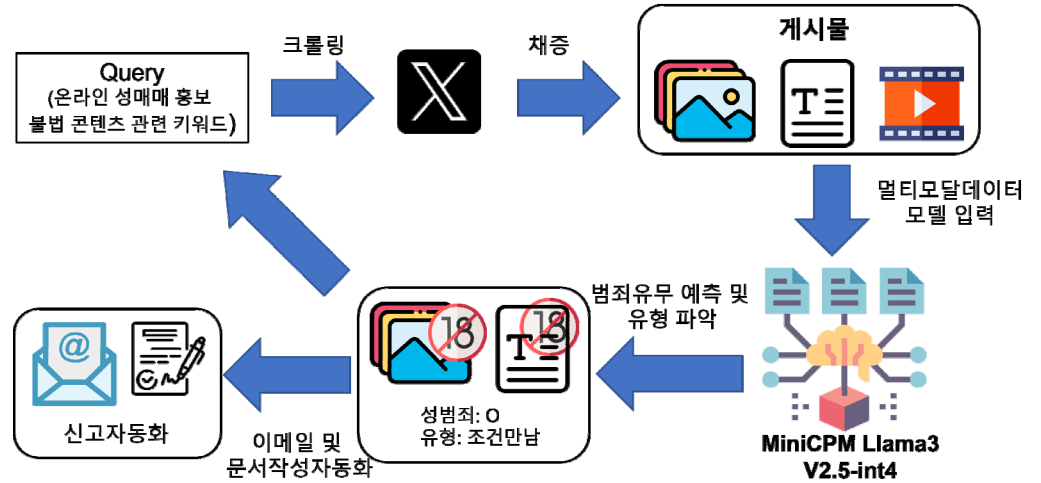 Query
(온라인 성매매 홍보
불법 콘텐츠 관련 키워드)
크롤링
X
채증
게시물
T
멀티모달데이터
모델 입력
MiniCPM Llama3
V2.5-int4
범죄유무 예측 및
유형 파악
18
T
18
성범죄: O
유형: 조건만남
이메일 및
문서작성자동화
@
신고자동화